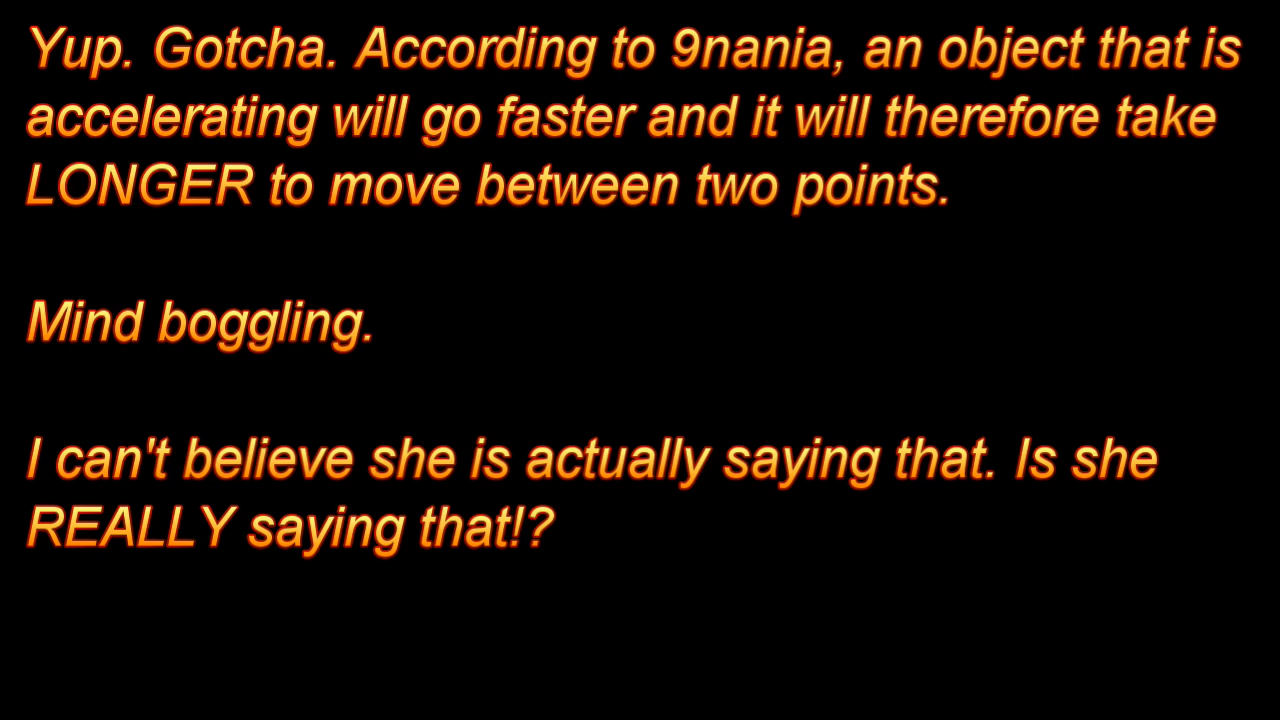 Yup. Gotcha. According to 9nania, an object that is
accelerating will go faster and it will therefore take
LONGER to move between two points.
Mind boggling.
I can't believe she is actually saying that. Is she
REALLY saying that!?